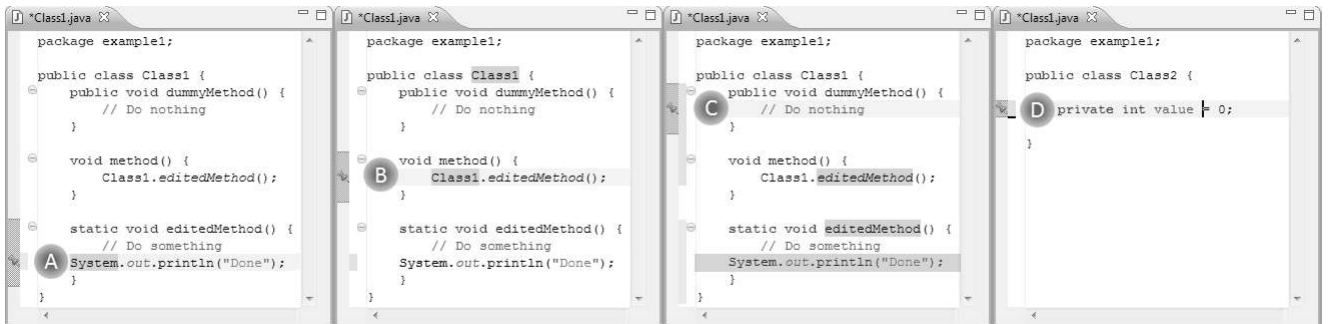 *Class1.java
package example1;
public class Class1 {
public void dummyMethod() {
// Do nothing
}
void method() {
Class1.editedMethod();
}
static void editedMethod() {
// Do something
A System.out.println("Done");
}
}
*Class1.java
package example1;
public class Class1 {
public void dummyMethod() {
// Do nothing
}
void method() {
B Class1.editedMethod();
}
static void editedMethod() {
// Do something
System.out.println("Done");
}
}
*Class1.java
package example1;
public class Class1 {
public void dummyMethod() {
C // Do nothing
}
void method() {
Class1.editedMethod();
}
static void editedMethod() {
// Do something
System.out.println("Done");
}
}
*Class1.java
package example1;
public class Class2 {
D private int value = 0;
}